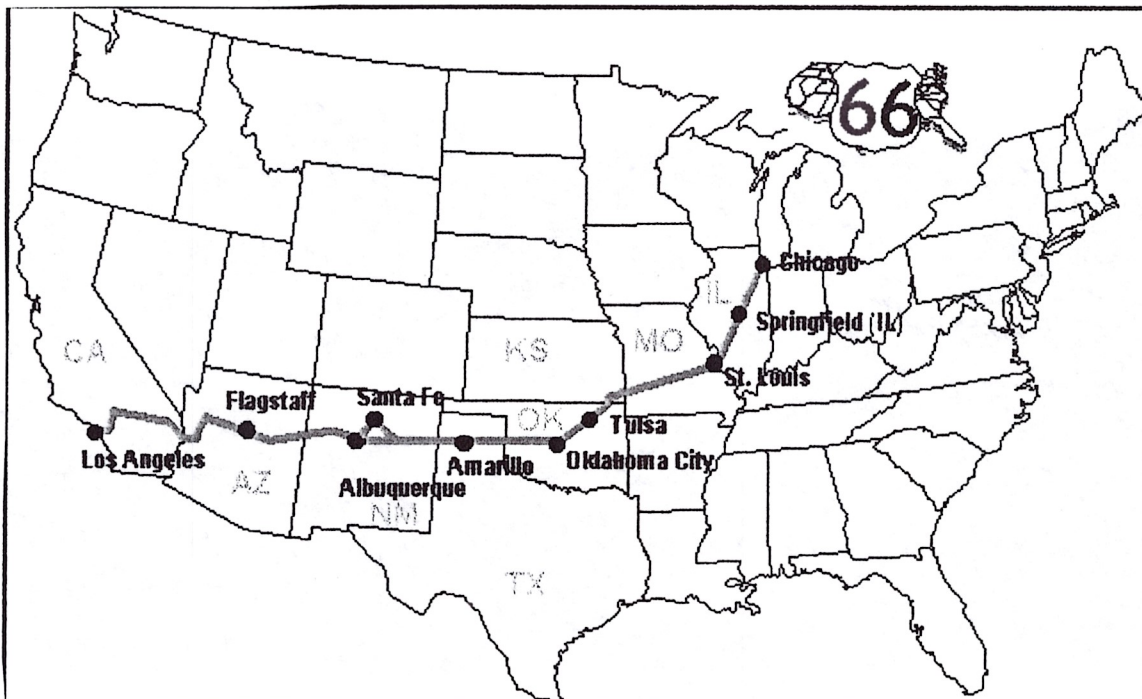 66
Chicago
IL
Springfield (IL)
MO
KS
St. Louis
CA
Santa Fe
Flagstaff
OK
Tulsa
Los Angeles
Amarillo
Oklahoma City
AZ
Albuquerque
NM
TX